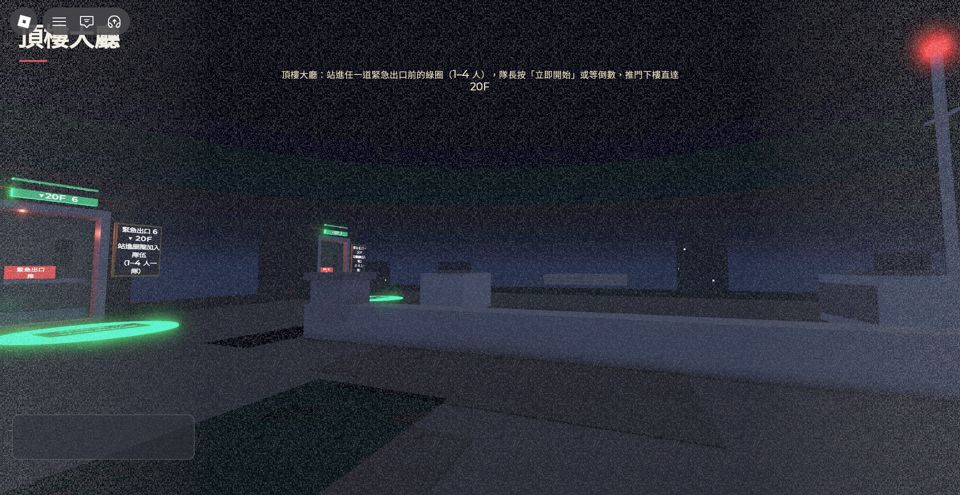 頂樓大廳
頂樓大廳：站進任一道緊急出口前的綠圈（1–4 人），隊長按「立即開始」或等倒數，推門下樓直達
20F
▼20F 6
緊急出口 6
▼ 20F
站進圈圈加入
隊伍
（1–4 人一
隊）
緊急出口
推